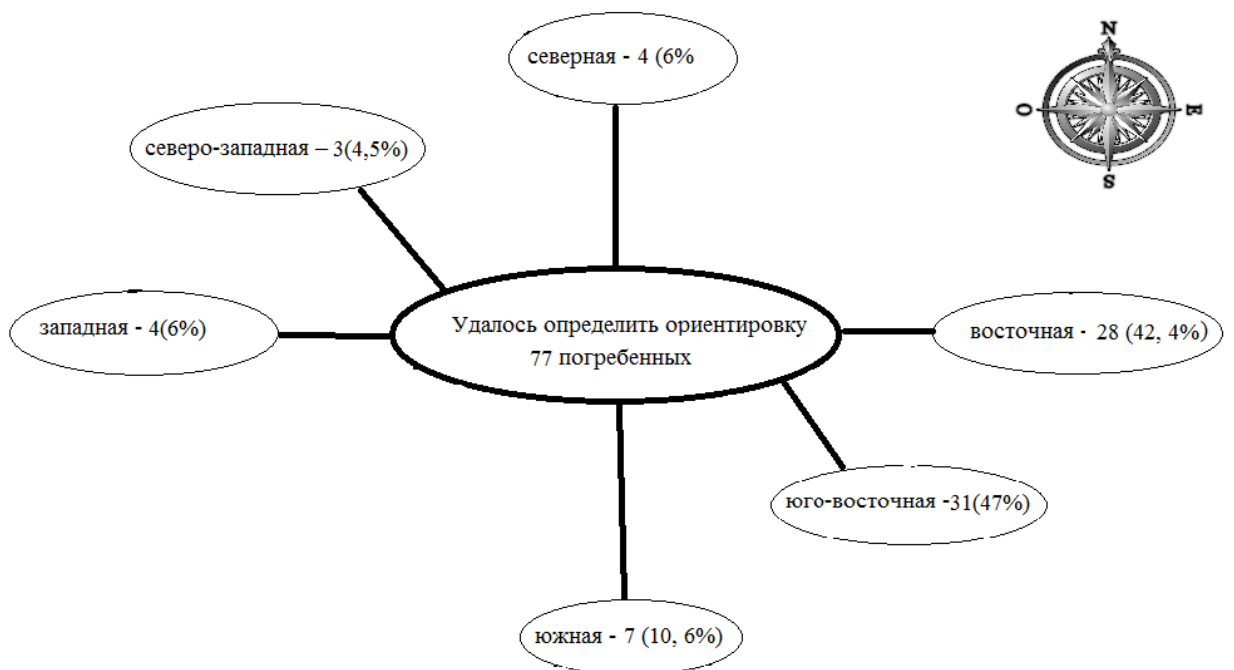 северная - 4 (6%
N
северо-западная – 3(4,5%)
O
E
S
западная - 4(6%)
Удалось определить ориентировку
77 погребенных
восточная - 28 (42, 4%)
юго-восточная -31(47%)
южная - 7 (10, 6%)